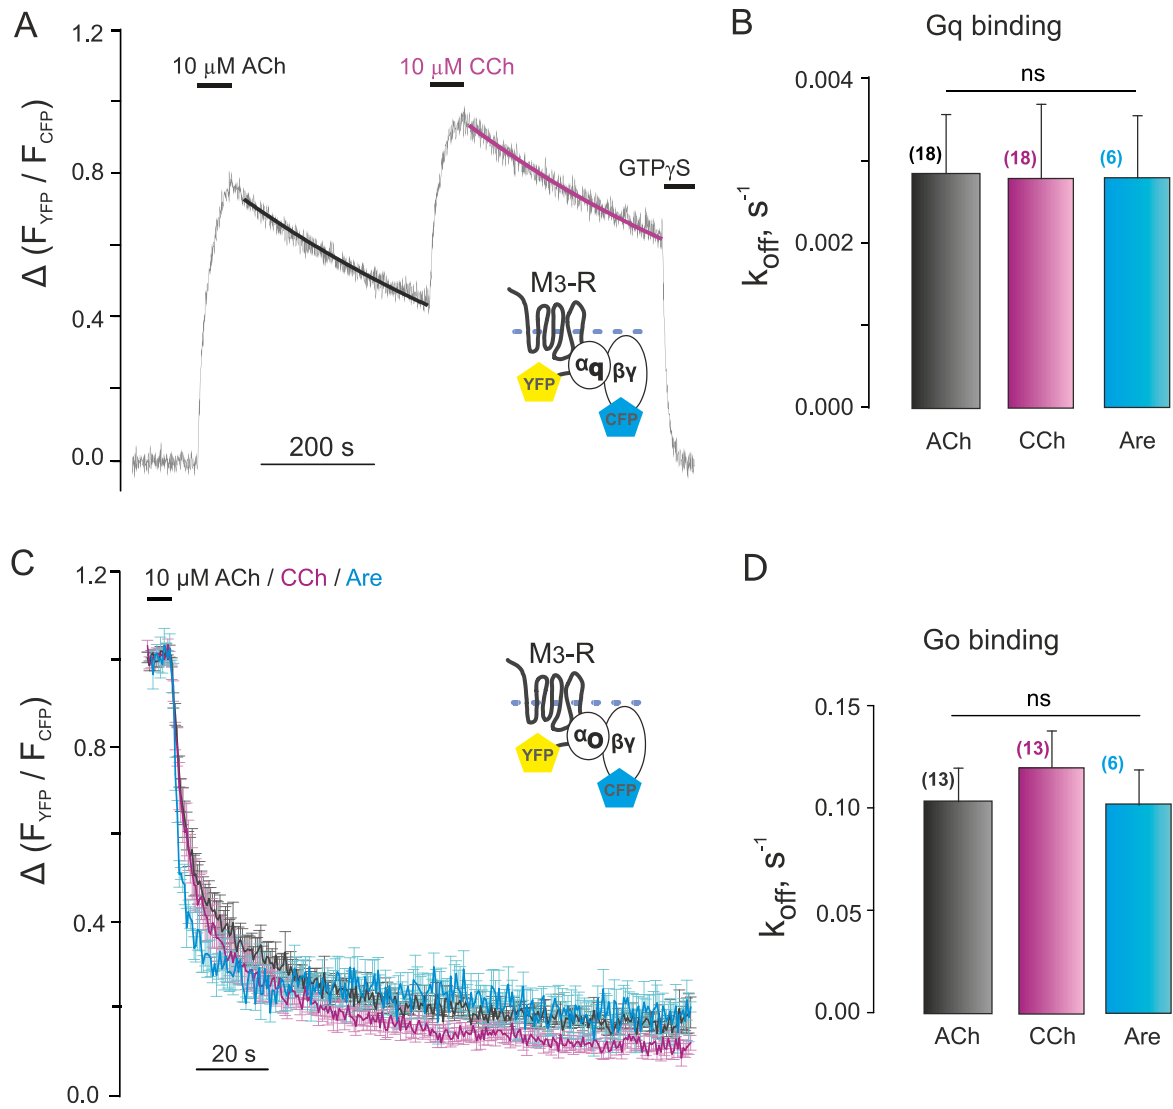 A
1.2
0.8
0.4
0.0
Δ (F_YFP / F_CFP)
10 μM ACh
10 μM CCh
GTPγS
M3-R
αq
βγ
YFP
CFP
200 s
B
Gq binding
ns
0.004
0.002
0.000
k_off, s^-1
(18)
(18)
(6)
ACh
CCh
Are
C
1.2
0.8
0.4
0.0
Δ (F_YFP / F_CFP)
10 µM ACh / CCh / Are
M3-R
αo
βγ
YFP
CFP
20 s
D
Go binding
ns
0.15
0.10
0.05
0.00
k_off, s^-1
(13)
(13)
(6)
ACh
CCh
Are